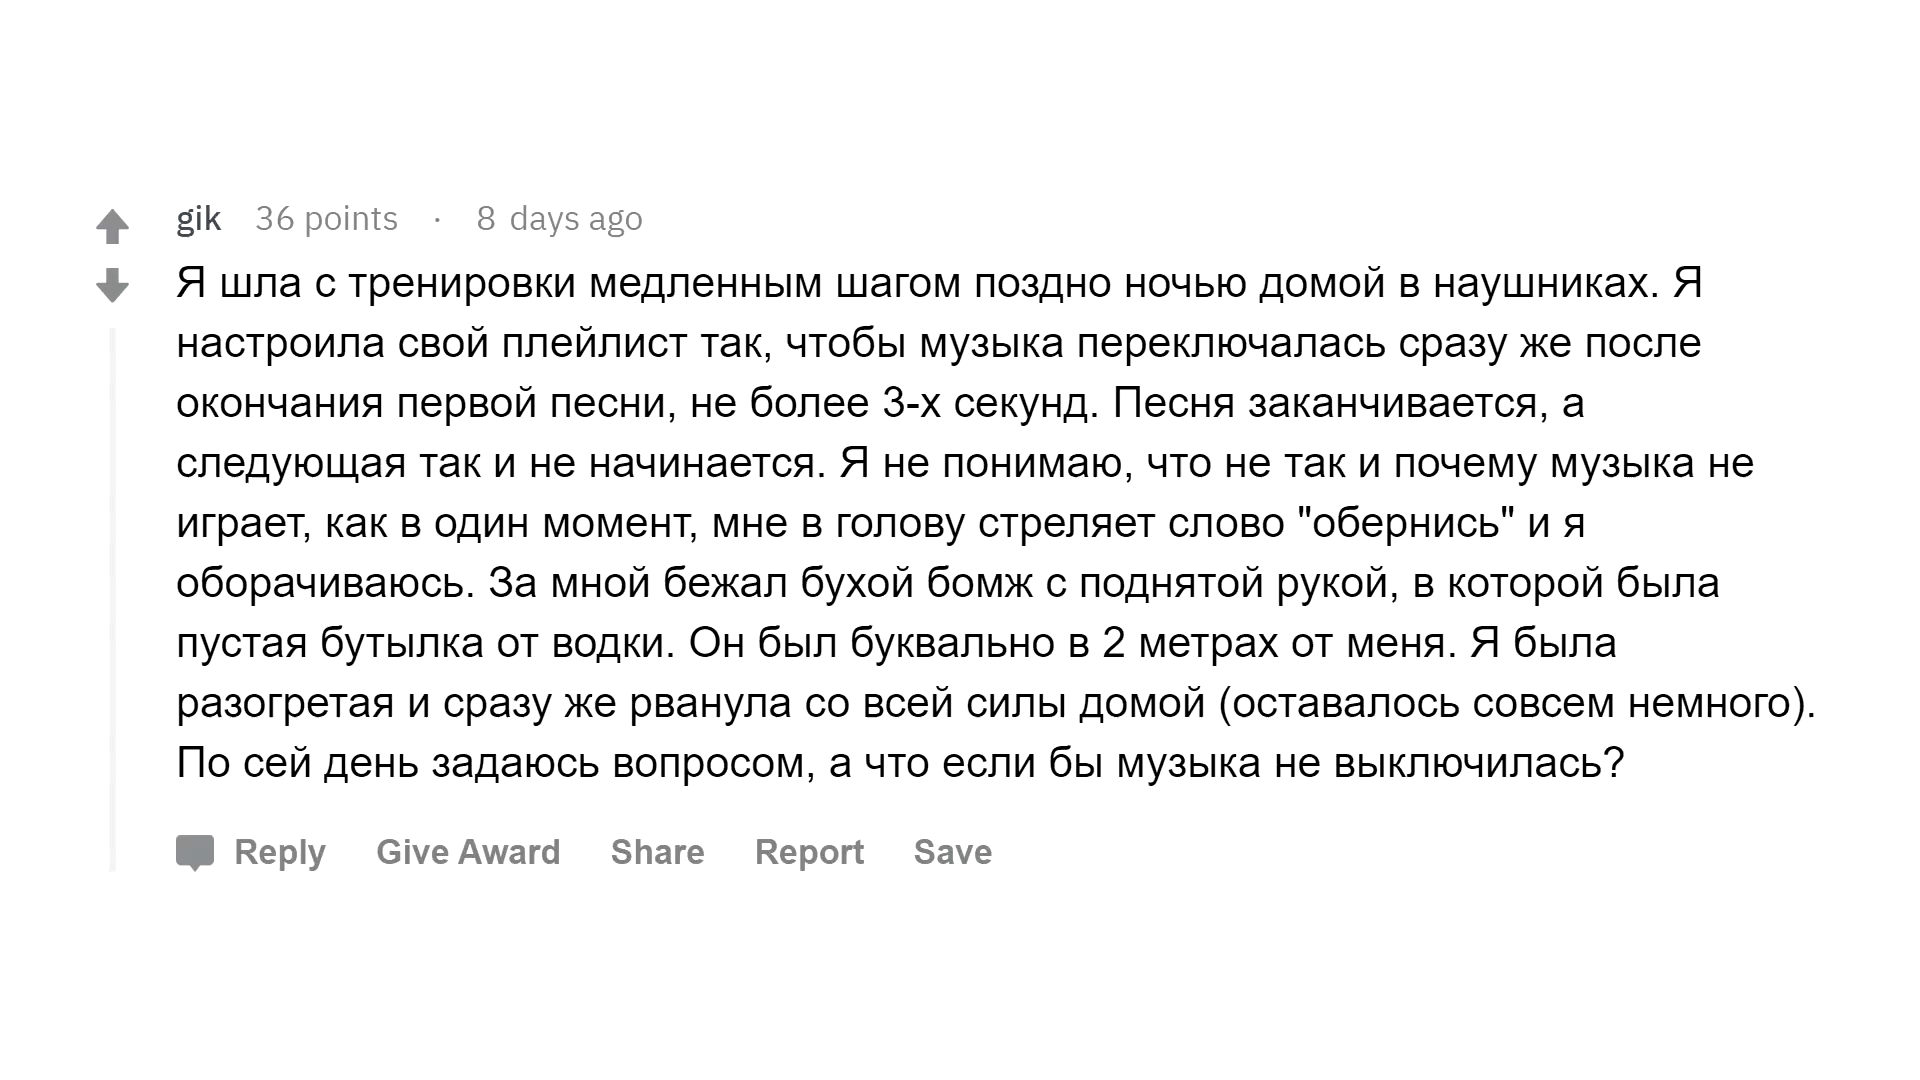 gik 36 points · 8 days ago
Я шла с тренировки медленным шагом поздно ночью домой в наушниках. Я
настроила свой плейлист так, чтобы музыка переключалась сразу же после
окончания первой песни, не более 3-х секунд. Песня заканчивается, а
следующая так и не начинается. Я не понимаю, что не так и почему музыка не
играет, как в один момент, мне в голову стреляет слово "обернись" и я
оборачиваюсь. За мной бежал бухой бомж с поднятой рукой, в которой была
пустая бутылка от водки. Он был буквально в 2 метрах от меня. Я была
разогретая и сразу же рванула со всей силы домой (оставалось совсем немного).
По сей день задаюсь вопросом, а что если бы музыка не выключилась?
Reply Give Award Share Report Save